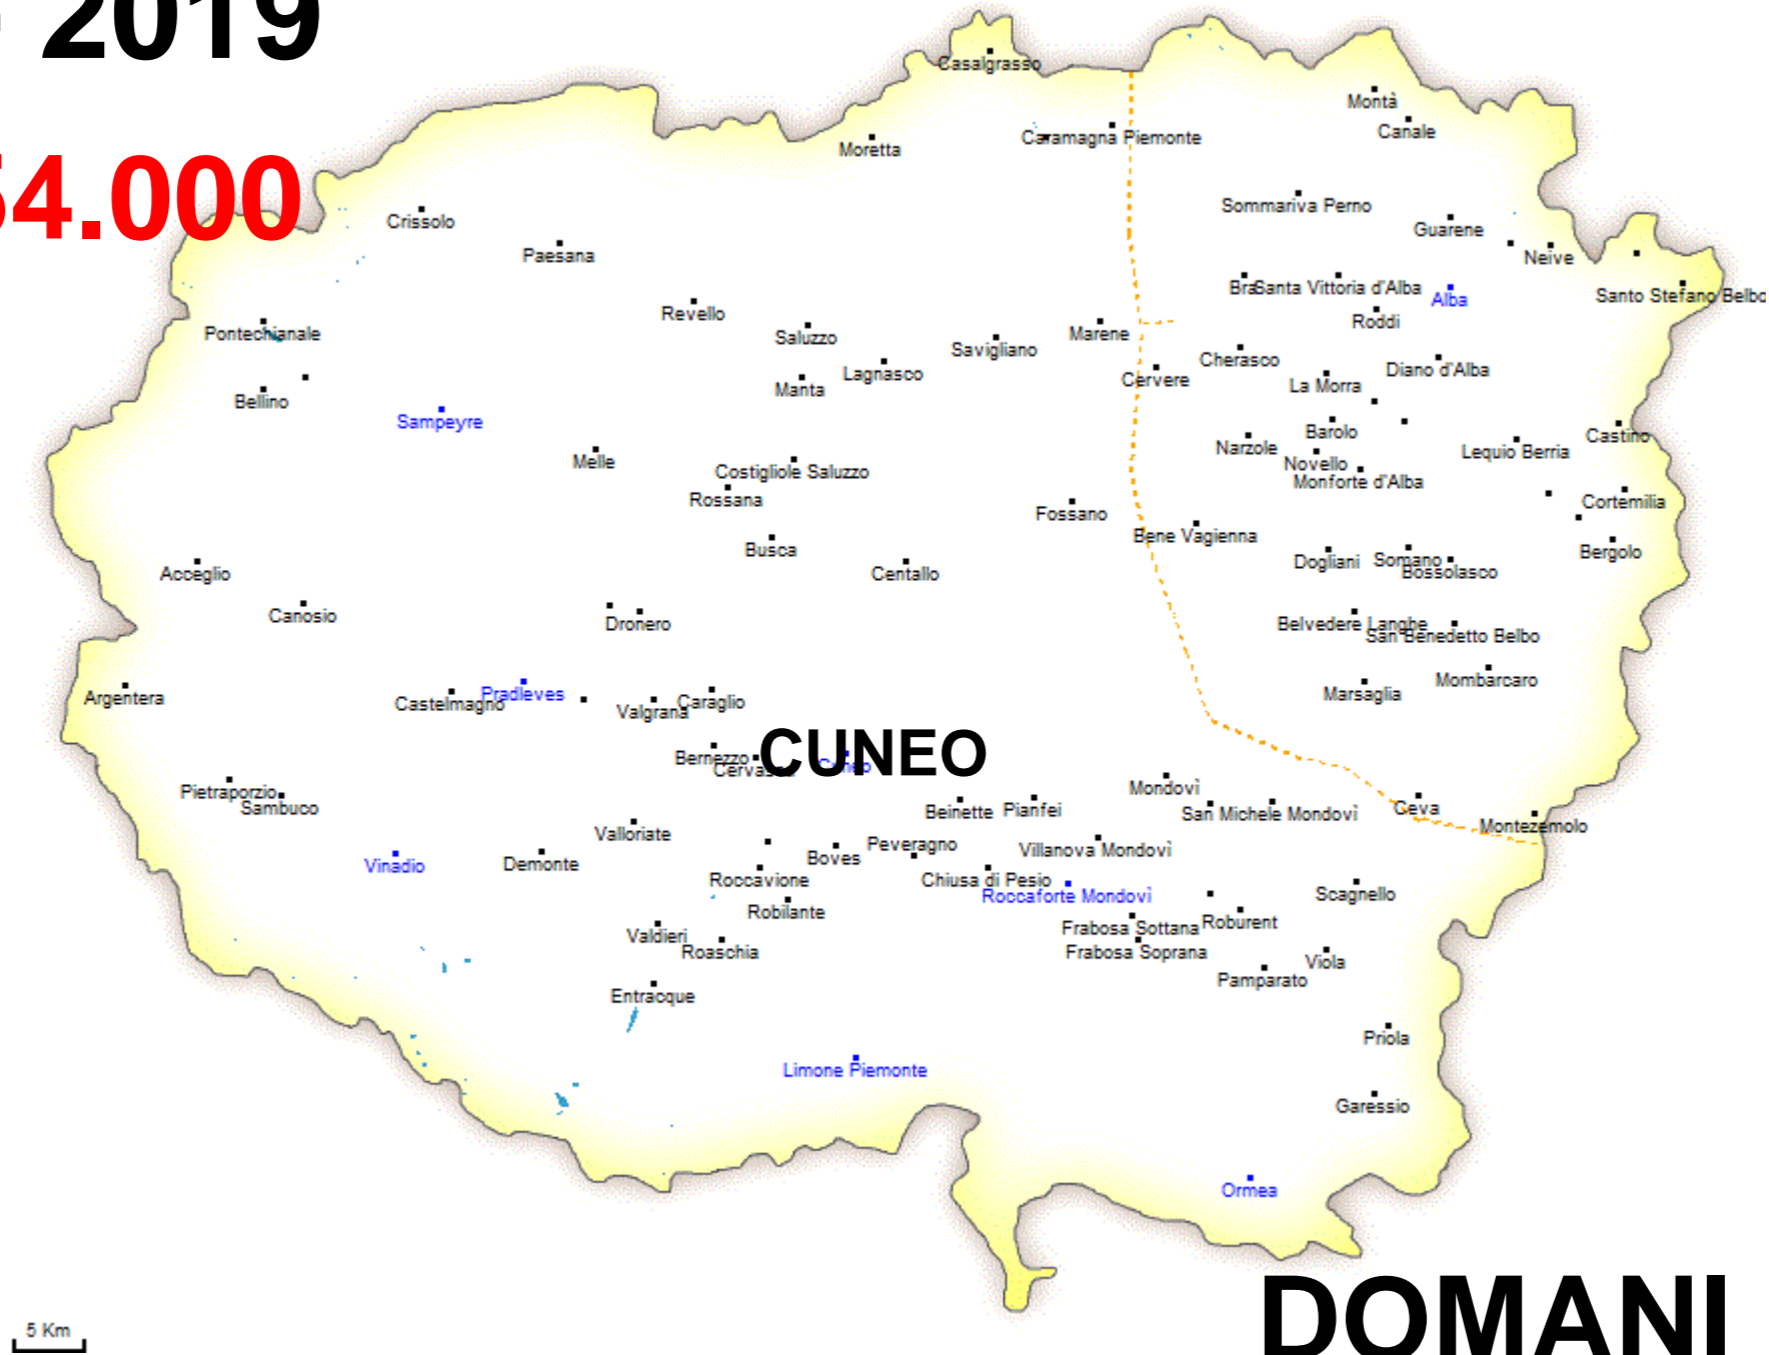 2019
54.000
Casalgrasso
Montà
Canale
Caramagna Piemonte
Moretta
Sommariva Perno
Crissolo
Guarene
Paesana
Neive
Bra
Santa Vittoria d'Alba
Alba
Santo Stefano Belbo
Revello
Roddi
Pontechianale
Saluzzo
Marene
Savigliano
Cherasco
Lagnasco
Diano d'Alba
Cervere
La Morra
Manta
Bellino
Sampeyre
Barolo
Castino
Narzole
Lequio Berria
Melle
Novello
Costigliole Saluzzo
Monforte d'Alba
Rossana
Cortemilia
Fossano
Bene Vagienna
Busca
Bergolo
Dogliani
Somano
Bossolasco
Acceglio
Centallo
Canosio
Dronero
Belvedere Langhe
San Benedetto Belbo
Mombarcaro
Argentera
Castelmagno
Pradleves
Marsaglia
Valgrana
Caraglio
CUNEO
Bernezzo
Cervasca
Cuneo
Mondovì
Pietraporzio
Sambuco
Beinette
Pianfei
San Michele Mondovì
Ceva
Montezemolo
Valloriate
Peveragno
Villanova Mondovì
Boves
Vinadio
Demonte
Roccavione
Chiusa di Pesio
Roccaforte Mondovì
Scagnello
Robilante
Roburent
Frabosa Sottana
Valdieri
Roaschia
Frabosa Soprana
Viola
Pamparato
Entracque
Priola
Limone Piemonte
Garessio
Ormea
DOMANI
5 Km